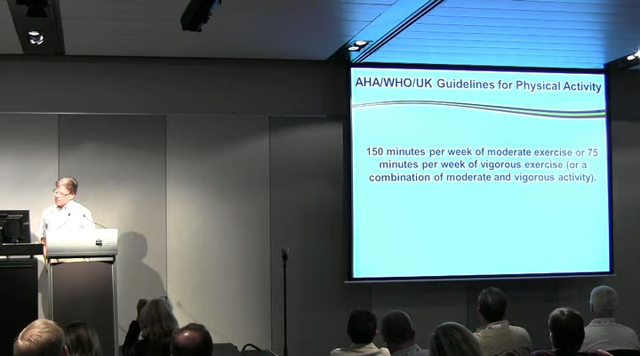 AHA/WHO/UK Guidelines for Physical Activity
150 minutes per week of moderate exercise or 75
minutes per week of vigorous exercise (or a
combination of moderate and vigorous activity).